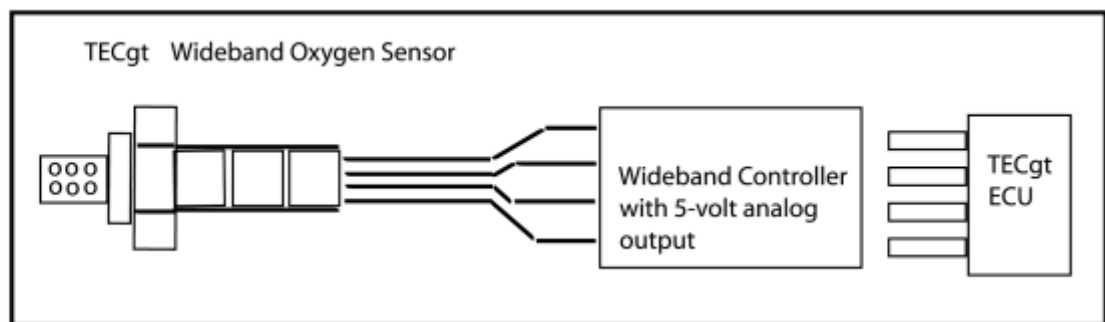 TECgt Wideband Oxygen Sensor
Wideband Controller
with 5-volt analog
output
TECgt
ECU